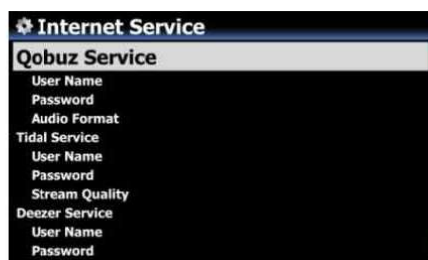 Internet Service
Qobuz Service
User Name
Password
Audio Format
Tidal Service
User Name
Password
Stream Quality
Deezer Service
User Name
Password